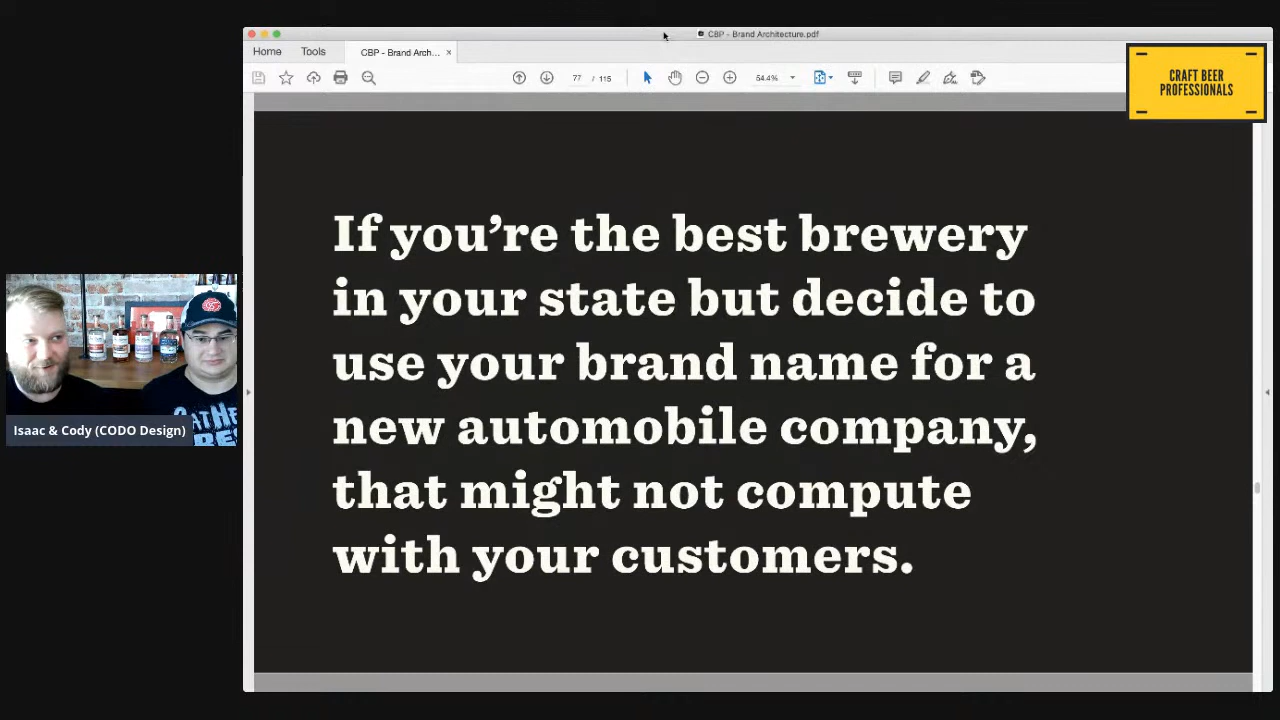 CBP - Brand Architecture.pdf
Home Tools CBP - Brand Arch... ×
77 / 115 54.4%
CRAFT BEER
PROFESSIONALS
If you’re the best brewery
in your state but decide to
use your brand name for a
new automobile company,
that might not compute
with your customers.
Isaac & Cody (CODO Design)